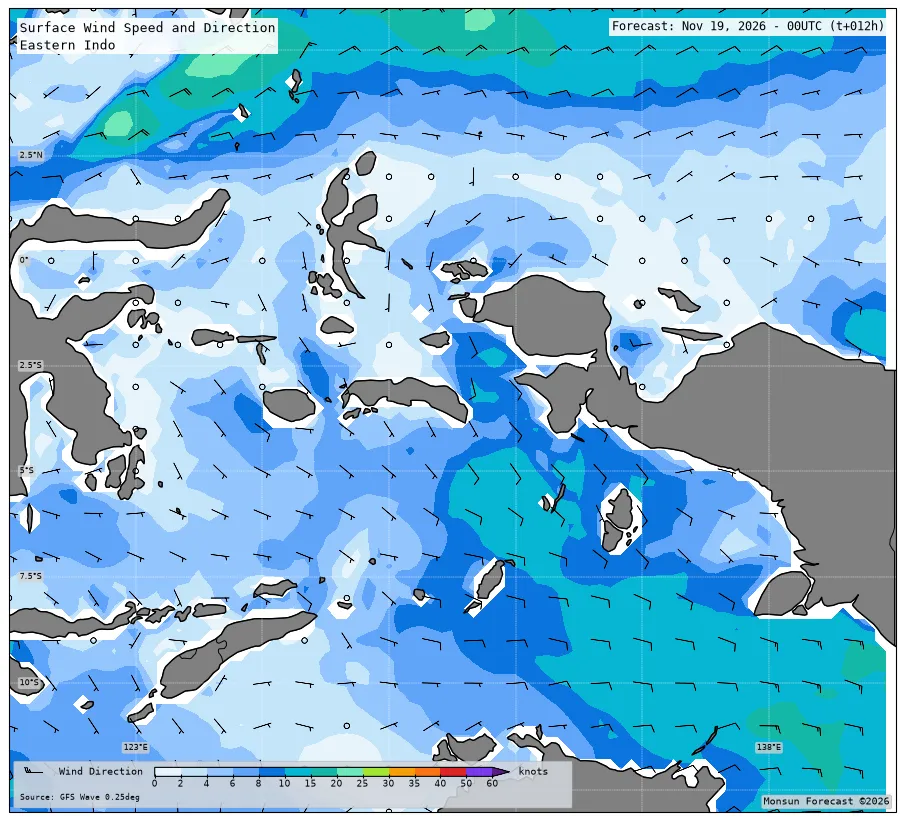 Surface Wind Speed and Direction
Eastern Indo
Forecast: Nov 19, 2026 - 00UTC (t+012h)
2.5°N
0°
2.5°S
5°S
7.5°S
10°S
123°E
138°E
Wind Direction
knots
0 2 4 6 8 10 15 20 30 40 50 60
Source: GFS Wave 0.25deg
Monsun Forecast ©2026